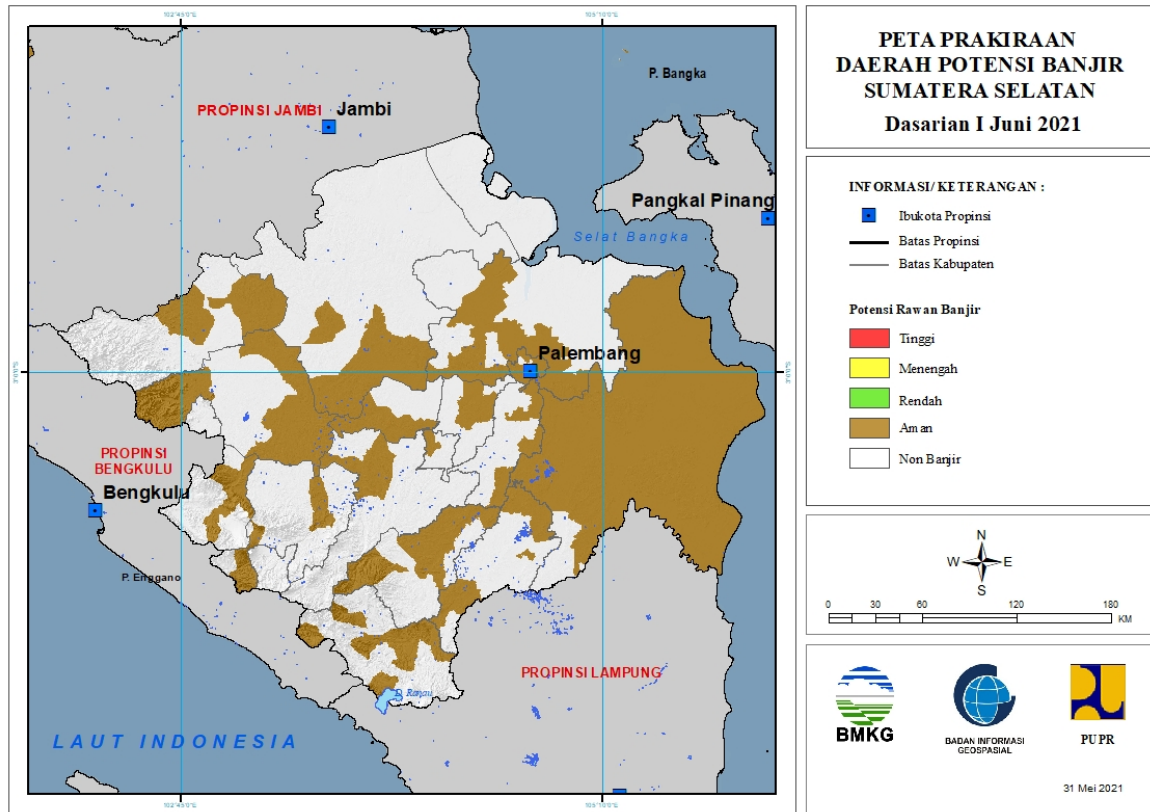 PETA PRAKIRAAN
DAERAH POTENSI BANJIR
SUMATERA SELATAN
Dasarian I Juni 2021
INFORMASI/ KETERANGAN :
Ibukota Propinsi
Batas Propinsi
Batas Kabupaten
Potensi Rawan Banjir
Tinggi
Menengah
Rendah
Aman
Non Banjir
N
W E
S
0 30 60 120 180
KM
BMKG
BADAN INFORMASI
GEOSPASIAL
PUPR
31 Mei 2021
P. Bangka
PROPINSI JAMBI
Jambi
Pangkal Pinang
Selat Bangka
Palembang
PROPINSI
BENGKULU
Bengkulu
P. Enggano
PROPINSI LAMPUNG
D. Ranau
LAUT INDONESIA